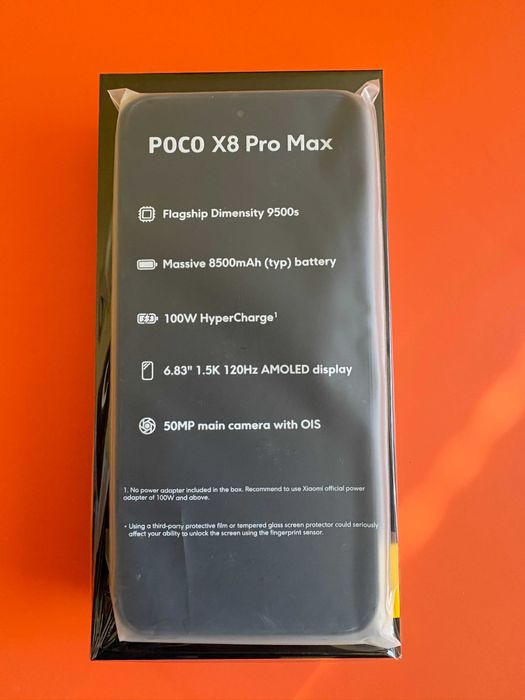 POCO X8 Pro Max
Flagship Dimensity 9500s
Massive 8500mAh (typ) battery
100W HyperCharge¹
6.83" 1.5K 120Hz AMOLED display
50MP main camera with OIS
1. No power adapter included in the box. Recommend to use Xiaomi official power
adapter of 100W and above.
• Using a third-party protective film or tempered glass screen protector could seriously
affect your ability to unlock the screen using the fingerprint sensor.